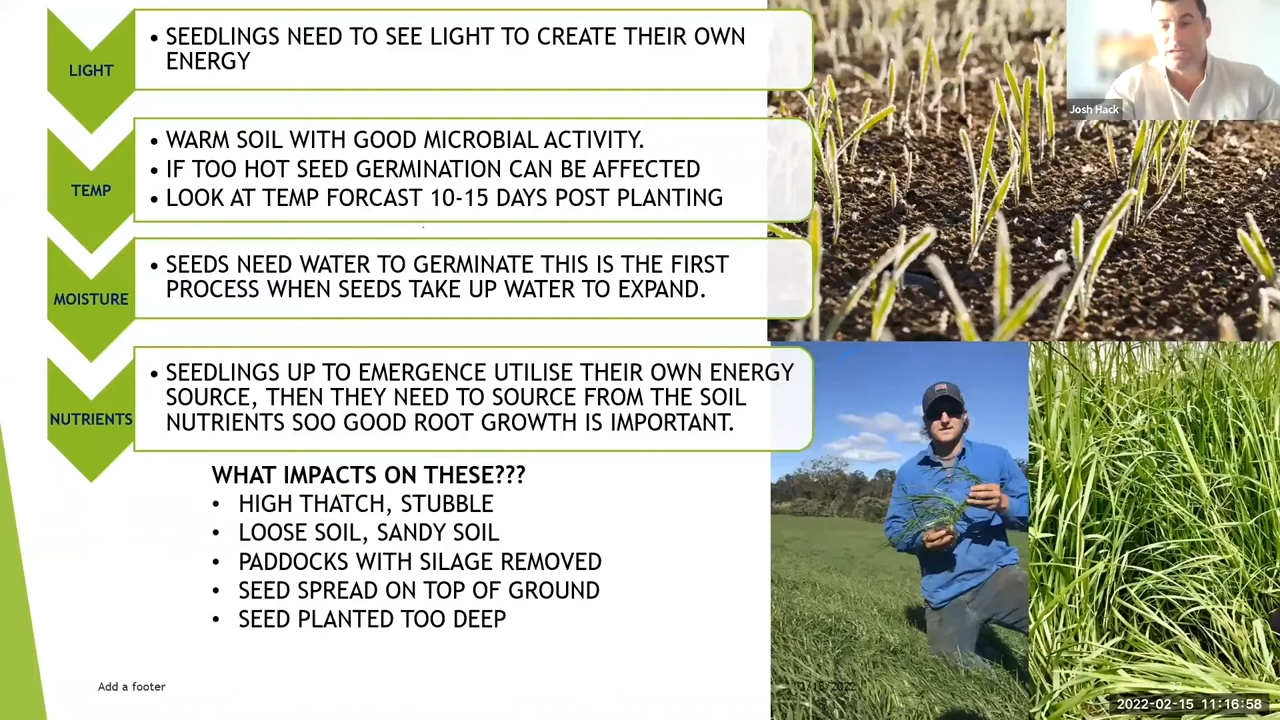 LIGHT
• SEEDLINGS NEED TO SEE LIGHT TO CREATE THEIR OWN
ENERGY
TEMP
• WARM SOIL WITH GOOD MICROBIAL ACTIVITY.
• IF TOO HOT SEED GERMINATION CAN BE AFFECTED
• LOOK AT TEMP FORCAST 10-15 DAYS POST PLANTING
MOISTURE
• SEEDS NEED WATER TO GERMINATE THIS IS THE FIRST
PROCESS WHEN SEEDS TAKE UP WATER TO EXPAND.
NUTRIENTS
• SEEDLINGS UP TO EMERGENCE UTILISE THEIR OWN ENERGY
SOURCE, THEN THEY NEED TO SOURCE FROM THE SOIL
NUTRIENTS SOO GOOD ROOT GROWTH IS IMPORTANT.
WHAT IMPACTS ON THESE???
• HIGH THATCH, STUBBLE
• LOOSE SOIL, SANDY SOIL
• PADDOCKS WITH SILAGE REMOVED
• SEED SPREAD ON TOP OF GROUND
• SEED PLANTED TOO DEEP
Add a footer
Josh Hack
2022-02-15 11:16:58